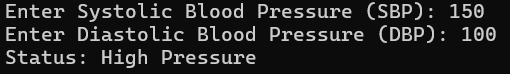 Enter Systolic Blood Pressure (SBP): 150
Enter Diastolic Blood Pressure (DBP): 100
Status: High Pressure